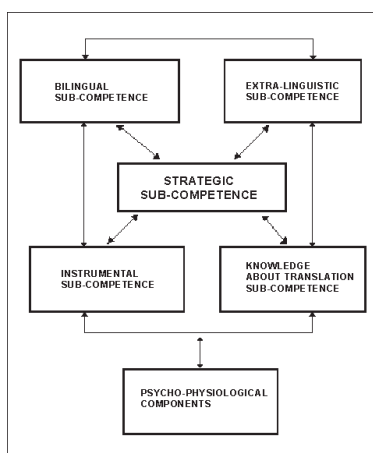 BILINGUAL
SUB-COMPETENCE
EXTRA-LINGUISTIC
SUB-COMPETENCE
STRATEGIC
SUB-COMPETENCE
INSTRUMENTAL
SUB-COMPETENCE
KNOWLEDGE
ABOUT TRANSLATION
SUB-COMPETENCE
PSYCHO-PHYSIOLOGICAL
COMPONENTS